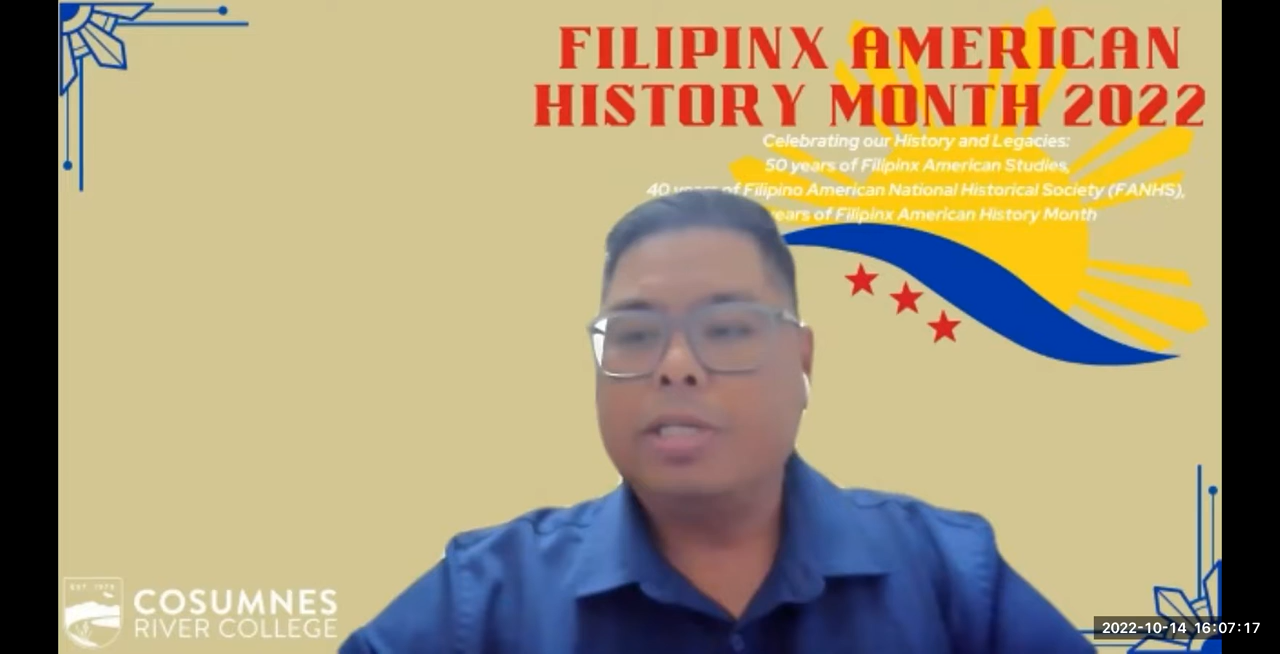 FILIPINX AMERICAN
HISTORY MONTH 2022
Celebrating our History and Legacies:
50 years of Filipinx American Studies,
40 years of Filipino American National Historical Society (FANHS),
years of Filipinx American History Month
COSUMNES
RIVER COLLEGE
2022-10-14 16:07:17